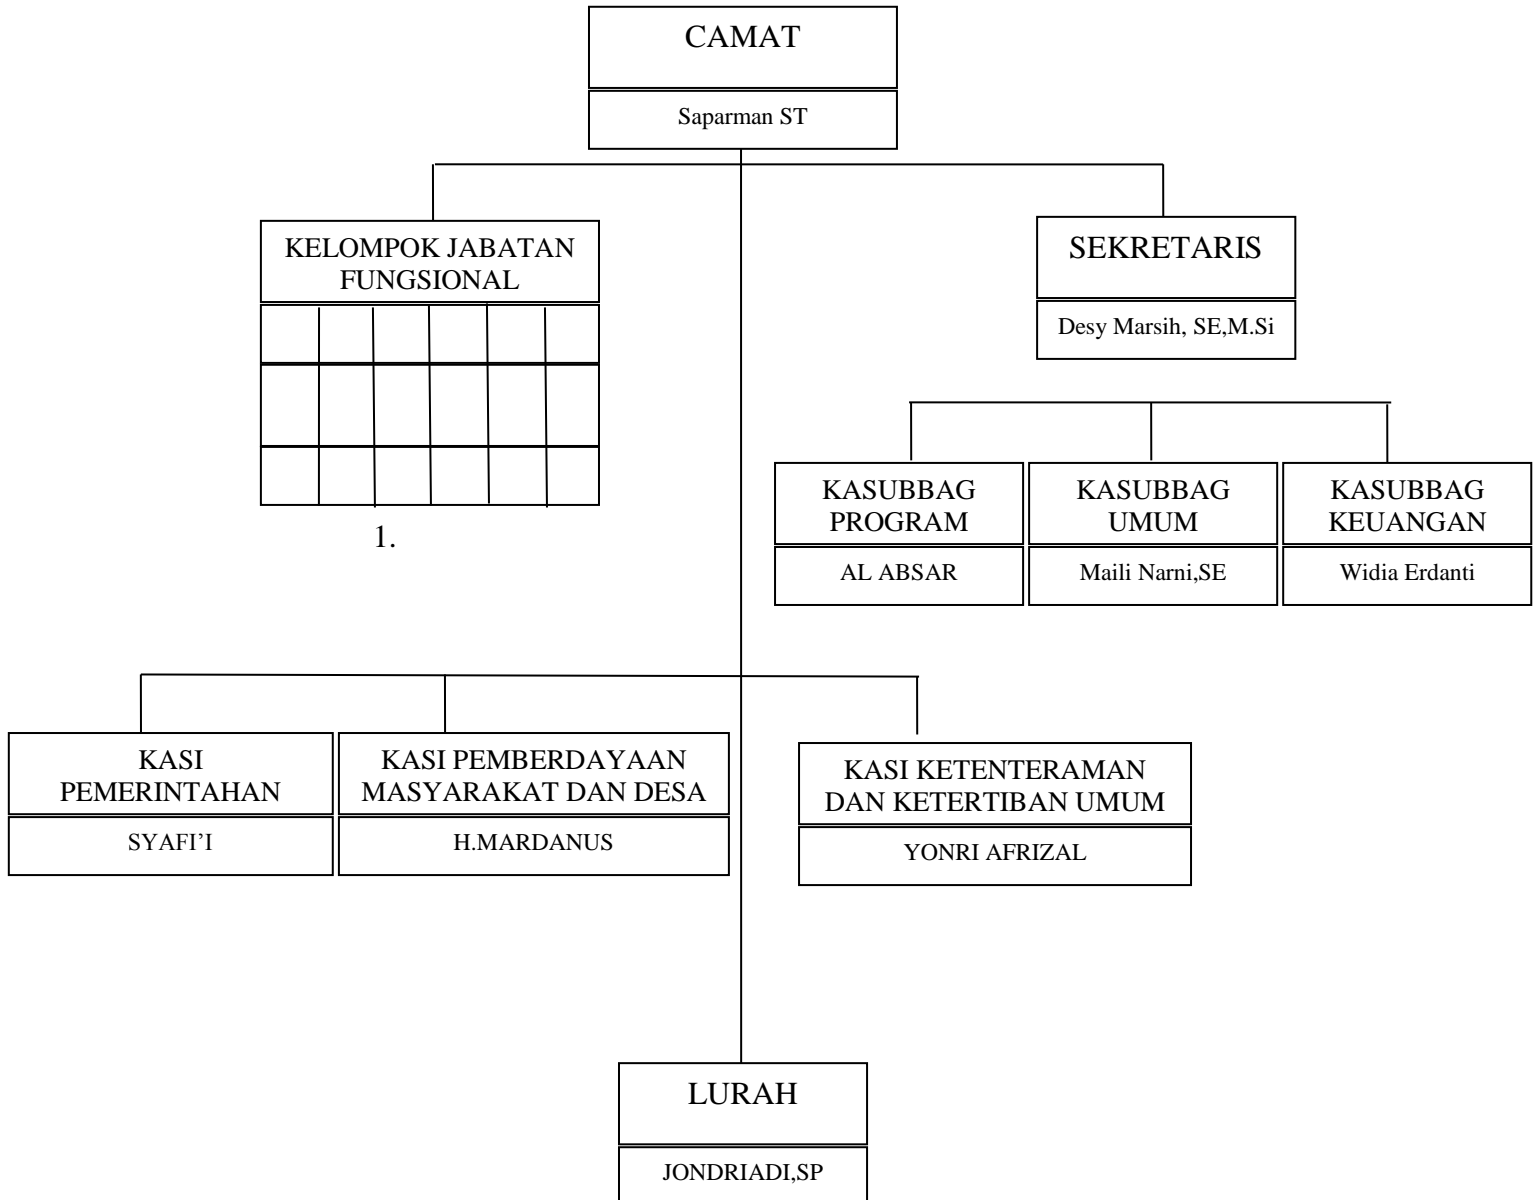 CAMAT
Saparman ST
KELOMPOK JABATAN
FUNGSIONAL
1.
SEKRETARIS
Desy Marsih, SE,M.Si
KASUBBAG
PROGRAM
AL ABSAR
KASUBBAG
UMUM
Maili Narni,SE
KASUBBAG
KEUANGAN
Widia Erdanti
KASI
PEMERINTAHAN
SYAFI’I
KASI PEMBERDAYAAN
MASYARAKAT DAN DESA
H.MARDANUS
KASI KETENTERAMAN
DAN KETERTIBAN UMUM
YONRI AFRIZAL
LURAH
JONDRIADI,SP